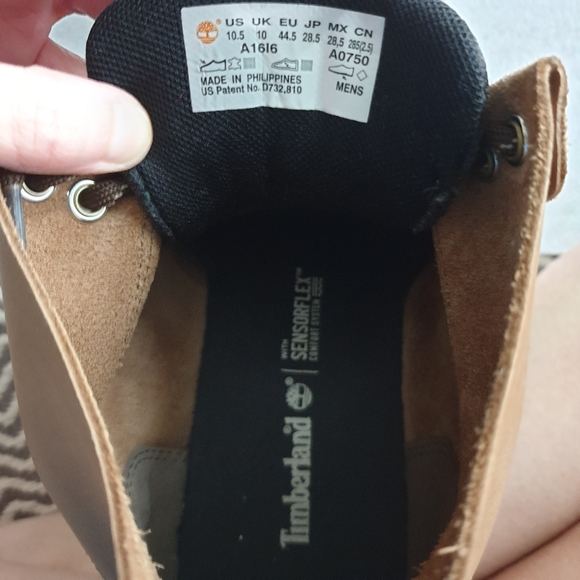 US UK EU JP MX CN
10.5 10 44.5 28.5 28,5 285(2.5)
A16I6 A0750
MADE IN PHILIPPINES
US Patent No. D732,810 MENS
Timberland ® | WITH
SENSORFLEX™
COMFORT SYSTEM